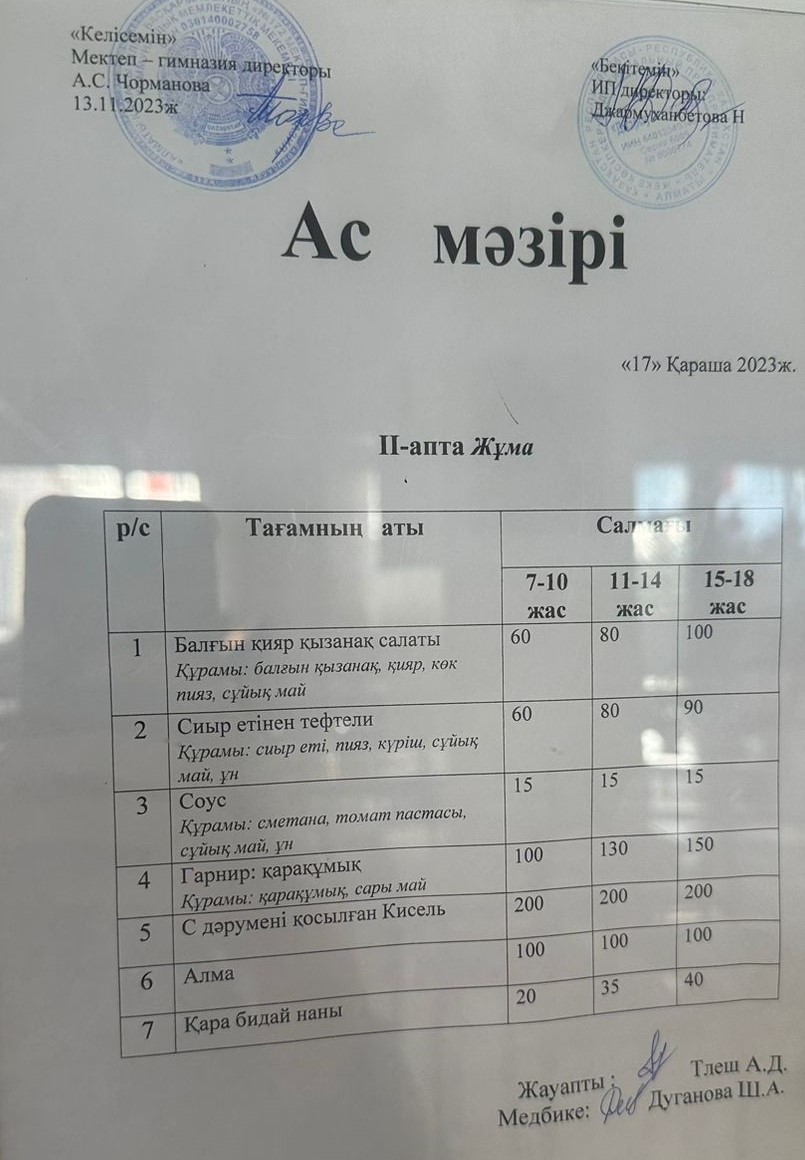 «Келісемін»
Мектеп – гимназия директоры
А.С. Чорманова
13.11.2023ж
«Бекітемін»
ИП директоры:
Джармуханбетова Н
Ас мәзірі
«17» Қараша 2023ж.
II-апта Жұма
р/с Тағамның аты Салмағы
7-10 жас 11-14 жас 15-18 жас
1 Балғын қияр қызанақ салаты 60 80 100
Құрамы: балғын қызанақ, қияр, көк
пияз, сұйық май
2 Сиыр етінен тефтели 60 80 90
Құрамы: сиыр еті, пияз, күріш, сұйық
май, ұн
3 Соус 15 15 15
Құрамы: сметана, томат пастасы,
сұйық май, ұн
4 Гарнир: қарақұмық 100 130 150
Құрамы: қарақұмық, сары май
5 С дәрумені қосылған Кисель 200 200 200
6 Алма 100 100 100
7 Қара бидай наны 20 35 40
Жауапты : Тлеш А.Д.
Медбике: Дуганова Ш.А.